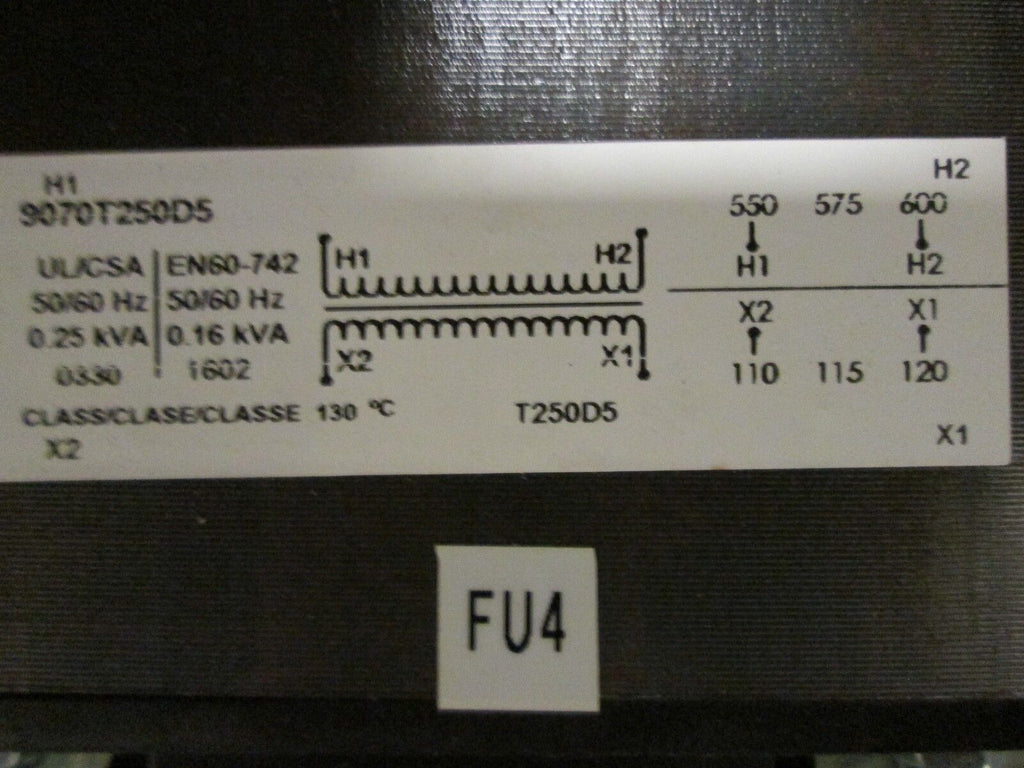 H1
H2
9070T250D5
550 575 600
UL/CSA EN60-742
H1 H2
H1 H2
50/60 Hz 50/60 Hz
0.25 kVA 0.16 kVA
X2 X1
X2 X1
0330 1602
110 115 120
CLASS/CLASE/CLASSE 130 °C
T250D5
X2
X1
FU4